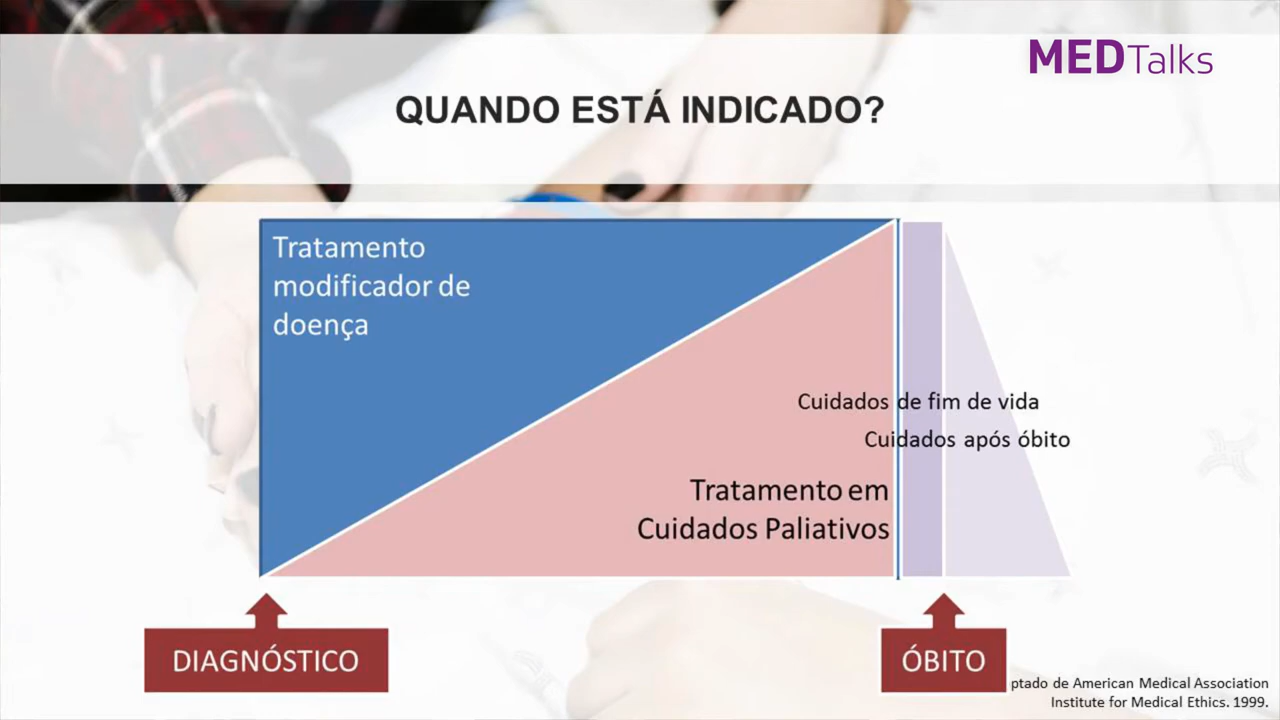 MEDTalks
QUANDO ESTÁ INDICADO?
Tratamento
modificador de
doença
Cuidados de fim de vida
Cuidados após óbito
Tratamento em
Cuidados Paliativos
DIAGNÓSTICO
ÓBITO
ptado de American Medical Association
Institute for Medical Ethics. 1999.